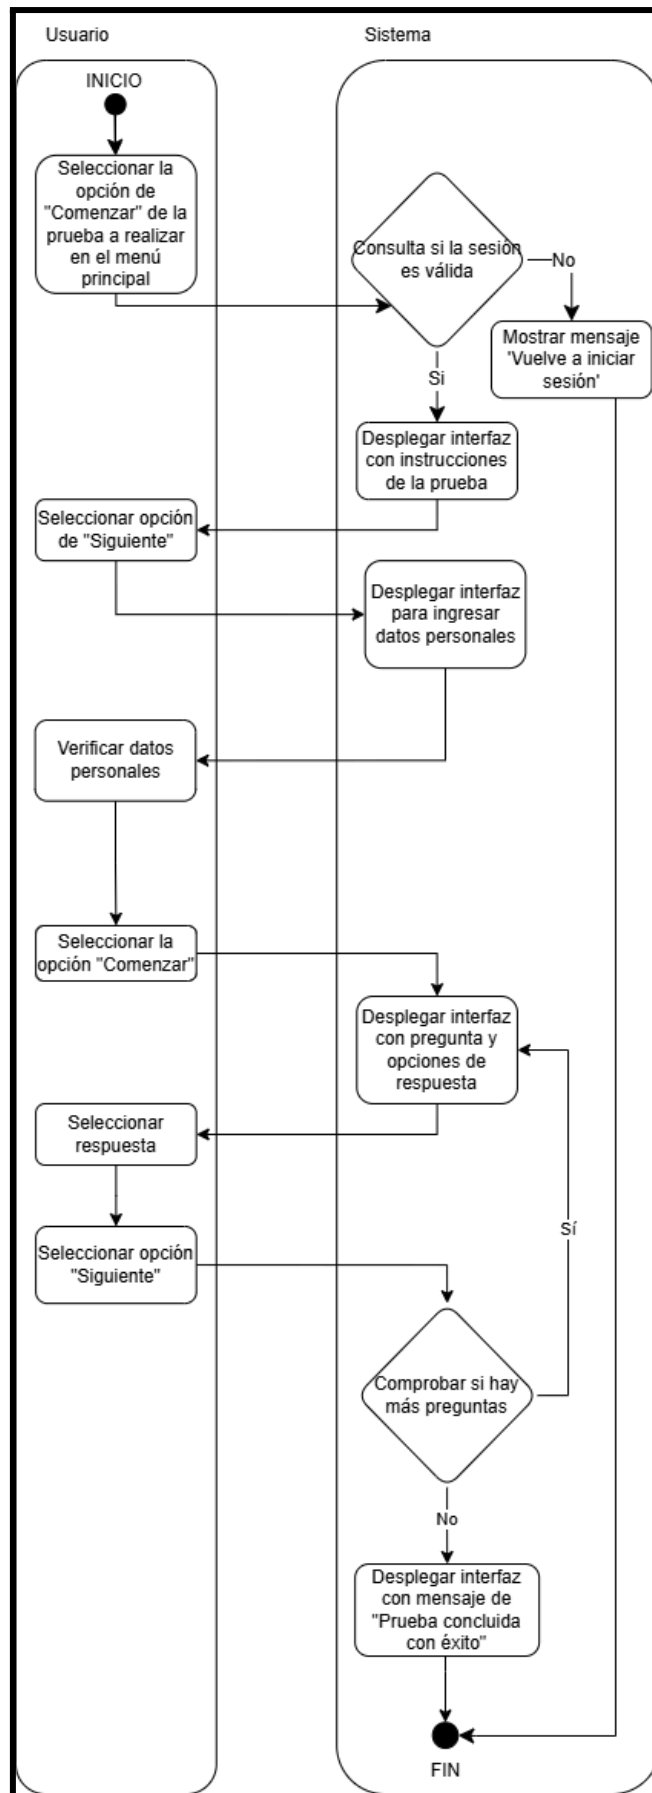 Usuario
Sistema
INICIO
Seleccionar la
opción de
"Comenzar" de la
prueba a realizar
en el menú
principal
Consulta si la sesión
es válida
No
Mostrar mensaje
'Vuelve a iniciar
sesión'
Si
Desplegar interfaz
con instrucciones
de la prueba
Seleccionar opción
de "Siguiente"
Desplegar interfaz
para ingresar
datos personales
Verificar datos
personales
Seleccionar la
opción "Comenzar"
Desplegar interfaz
con pregunta y
opciones de
respuesta
Seleccionar
respuesta
Sí
Seleccionar opción
"Siguiente"
Comprobar si hay
más preguntas
No
Desplegar interfaz
con mensaje de
"Prueba concluida
con éxito"
FIN